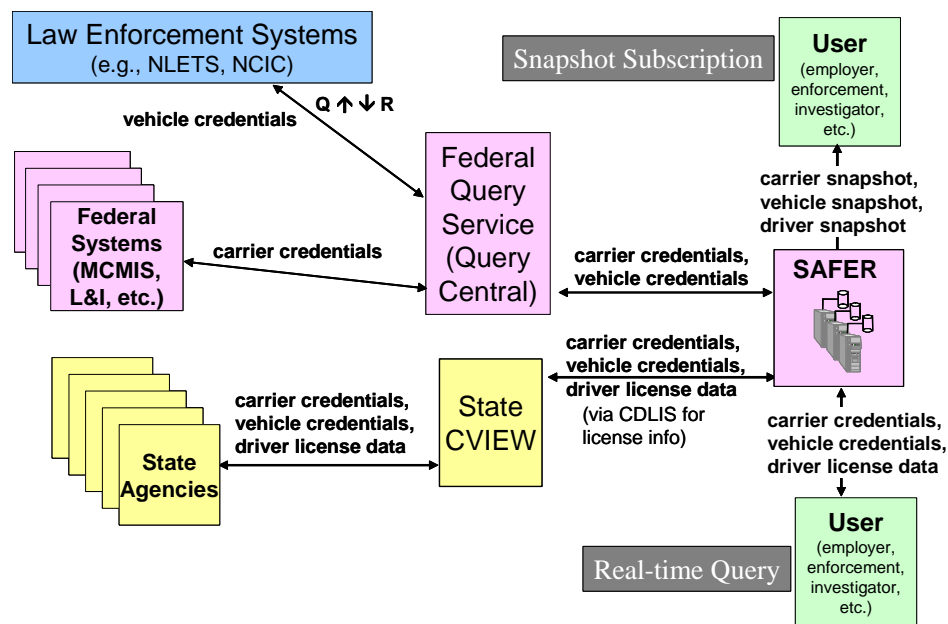 Law Enforcement Systems
(e.g., NLETS, NCIC)
Snapshot Subscription
User
(employer,
enforcement,
investigator,
etc.)
Q ↑ ↓ R
vehicle credentials
Federal
Query
Service
(Query
Central)
carrier snapshot,
vehicle snapshot,
driver snapshot
Federal
Systems
(MCMIS,
L&I, etc.)
carrier credentials
carrier credentials,
vehicle credentials
SAFER
carrier credentials,
vehicle credentials,
driver license data
(via CDLIS for
license info)
State
CVIEW
carrier credentials,
vehicle credentials,
driver license data
State
Agencies
carrier credentials,
vehicle credentials,
driver license data
Real-time Query
User
(employer,
enforcement,
investigator,
etc.)